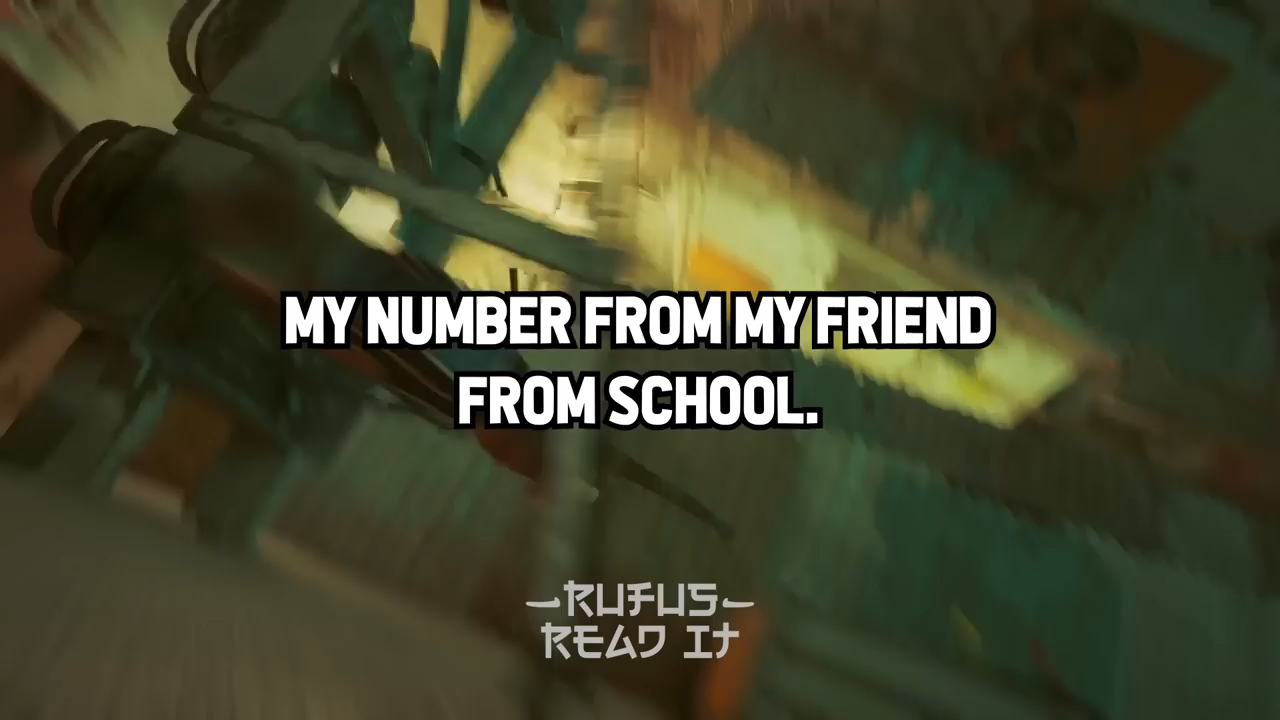 MY NUMBER FROM MY FRIEND
FROM SCHOOL.
RUFUS
READ IT